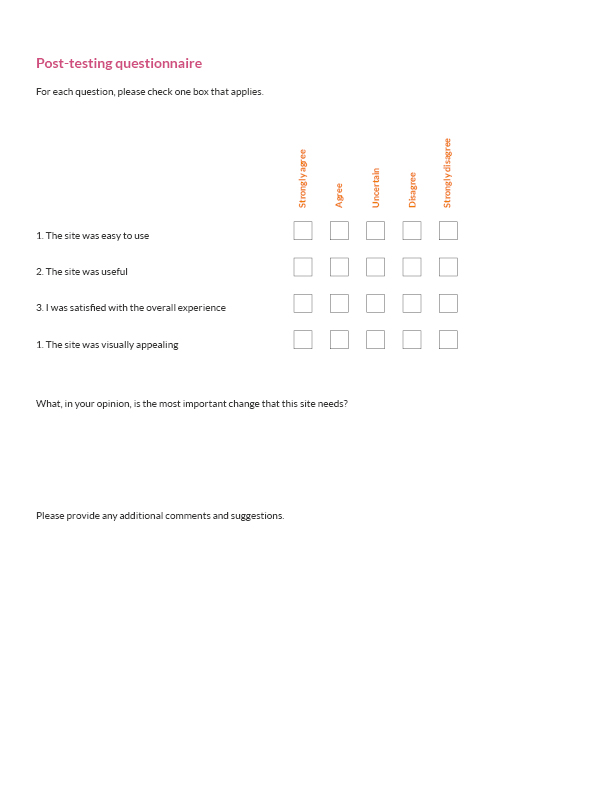 Post-testing questionnaire
For each question, please check one box that applies.
Strongly agree
Agree
Uncertain
Disagree
Strongly disagree
1. The site was easy to use
2. The site was useful
3. I was satisfied with the overall experience
1. The site was visually appealing
What, in your opinion, is the most important change that this site needs?
Please provide any additional comments and suggestions.